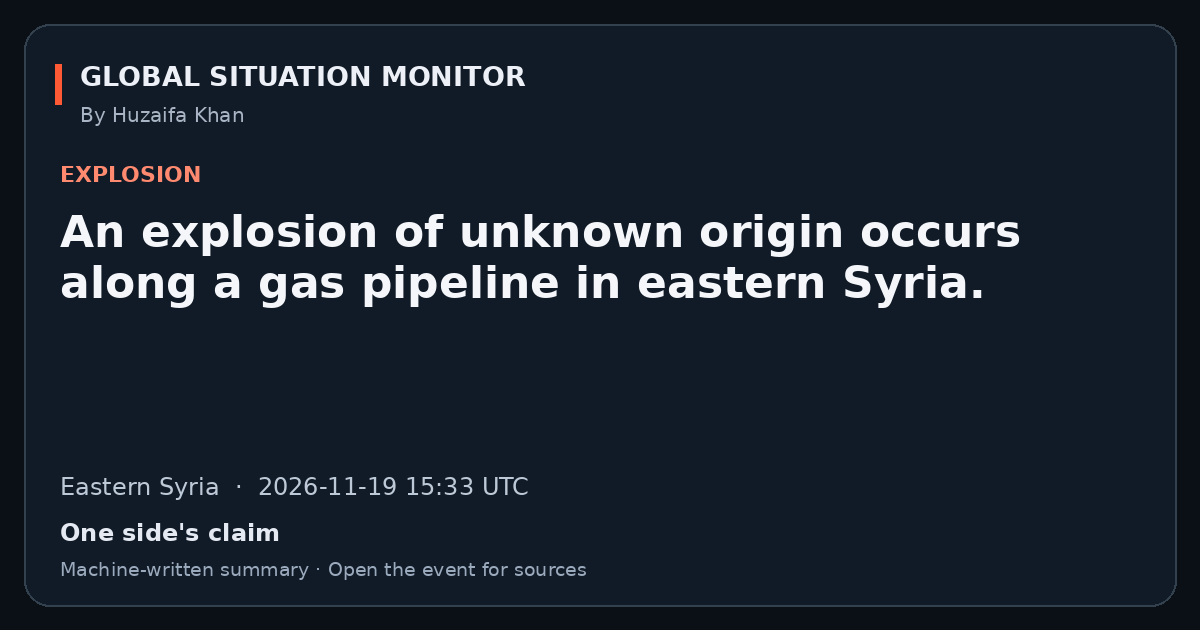 GLOBAL SITUATION MONITOR
By Huzaifa Khan
EXPLOSION
An explosion of unknown origin occurs
along a gas pipeline in eastern Syria.
Eastern Syria · 2026-11-19 15:33 UTC
One side's claim
Machine-written summary · Open the event for sources